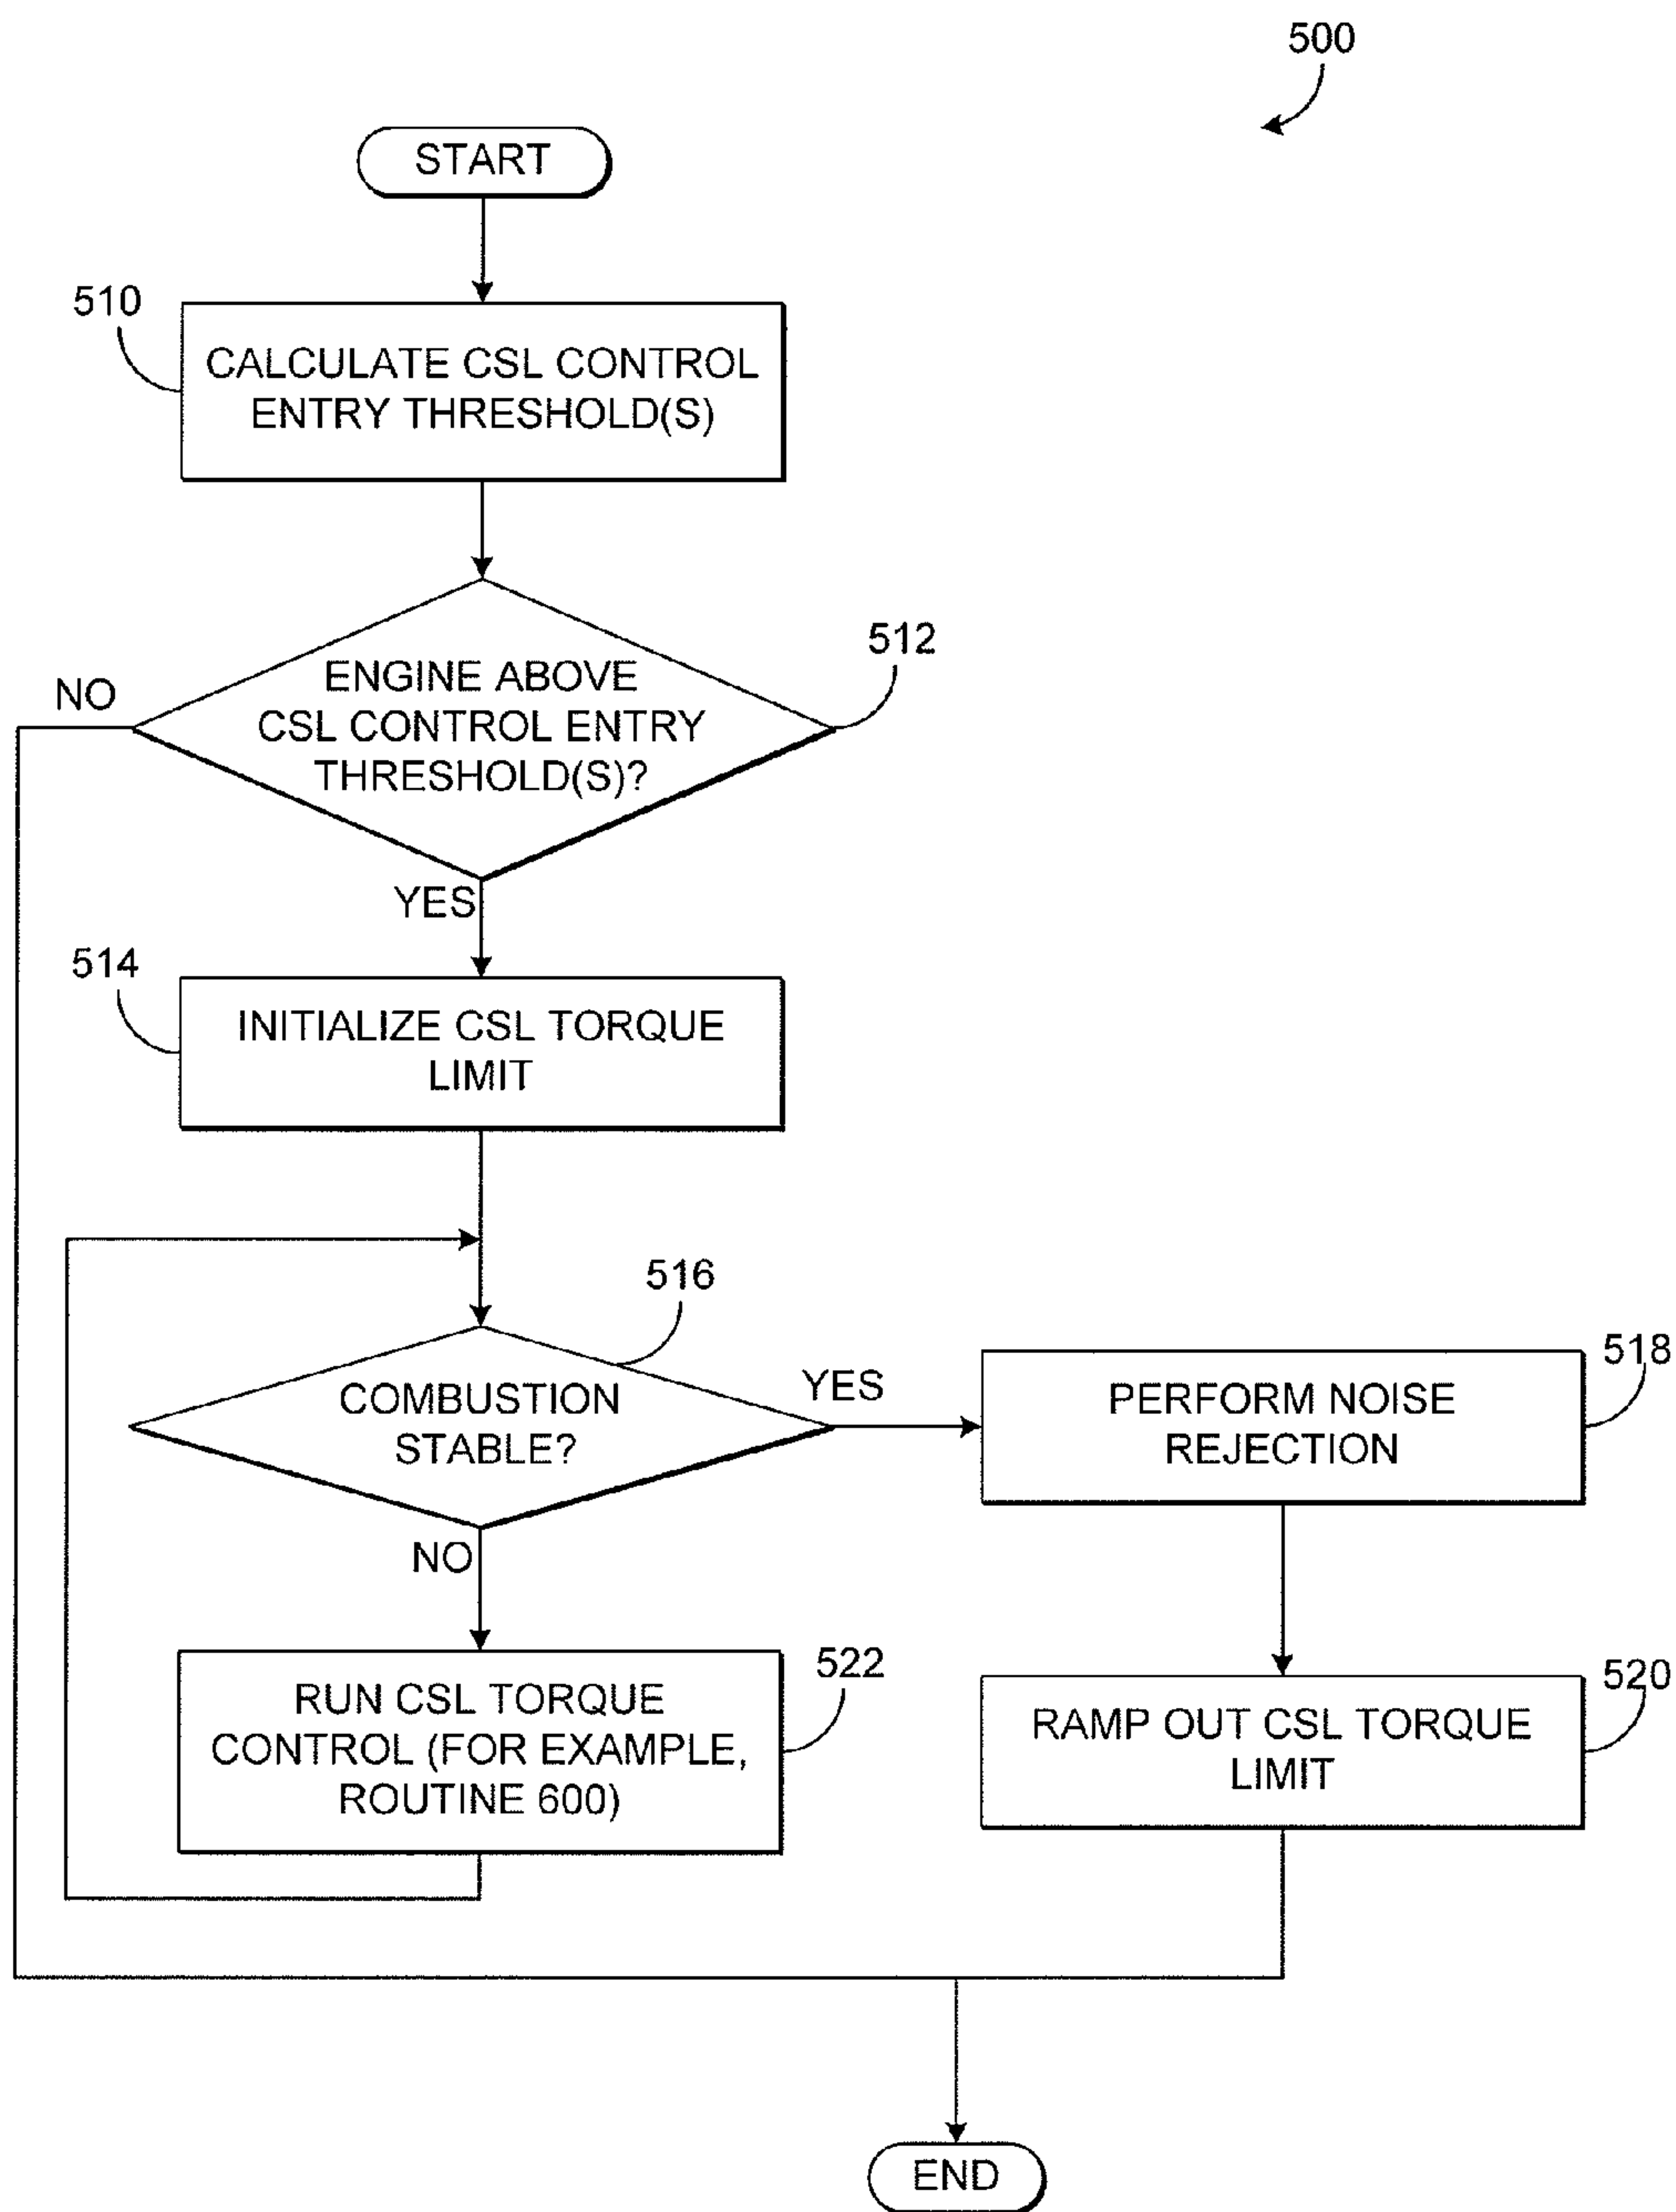 500
START
510
CALCULATE CSL CONTROL
ENTRY THRESHOLD(S)
512
NO
ENGINE ABOVE
CSL CONTROL ENTRY
THRESHOLD(S)?
YES
514
INITIALIZE CSL TORQUE
LIMIT
516
COMBUSTION
STABLE?
YES
518
PERFORM NOISE
REJECTION
NO
522
RUN CSL TORQUE
CONTROL (FOR EXAMPLE,
ROUTINE 600)
520
RAMP OUT CSL TORQUE
LIMIT
END